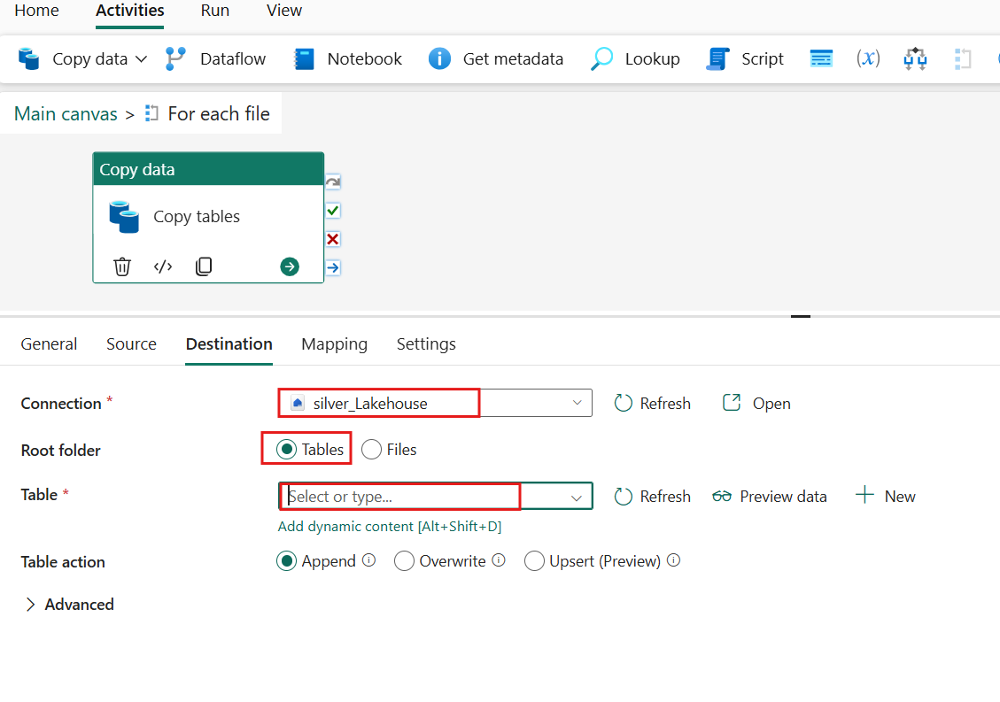 Home Activities Run View
Copy data Dataflow Notebook Get metadata Lookup Script (x)
Main canvas > For each file
Copy data
Copy tables
</>
General Source Destination Mapping Settings
Connection * silver_Lakehouse Refresh Open
Root folder Tables Files
Table * Select or type... Refresh Preview data New
Add dynamic content [Alt+Shift+D]
Table action Append Overwrite Upsert (Preview)
Advanced